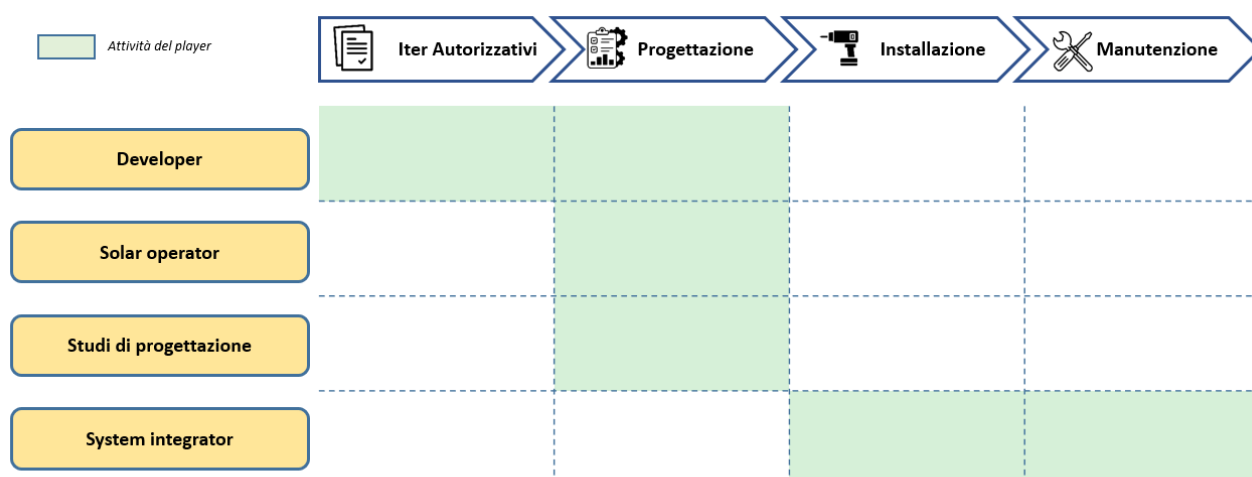 Attività del player
Iter Autorizzativi
Progettazione
Installazione
Manutenzione
Developer
Solar operator
Studi di progettazione
System integrator